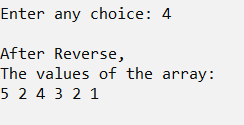 Enter any choice: 4
After Reverse,
The values of the array:
5 2 4 3 2 1